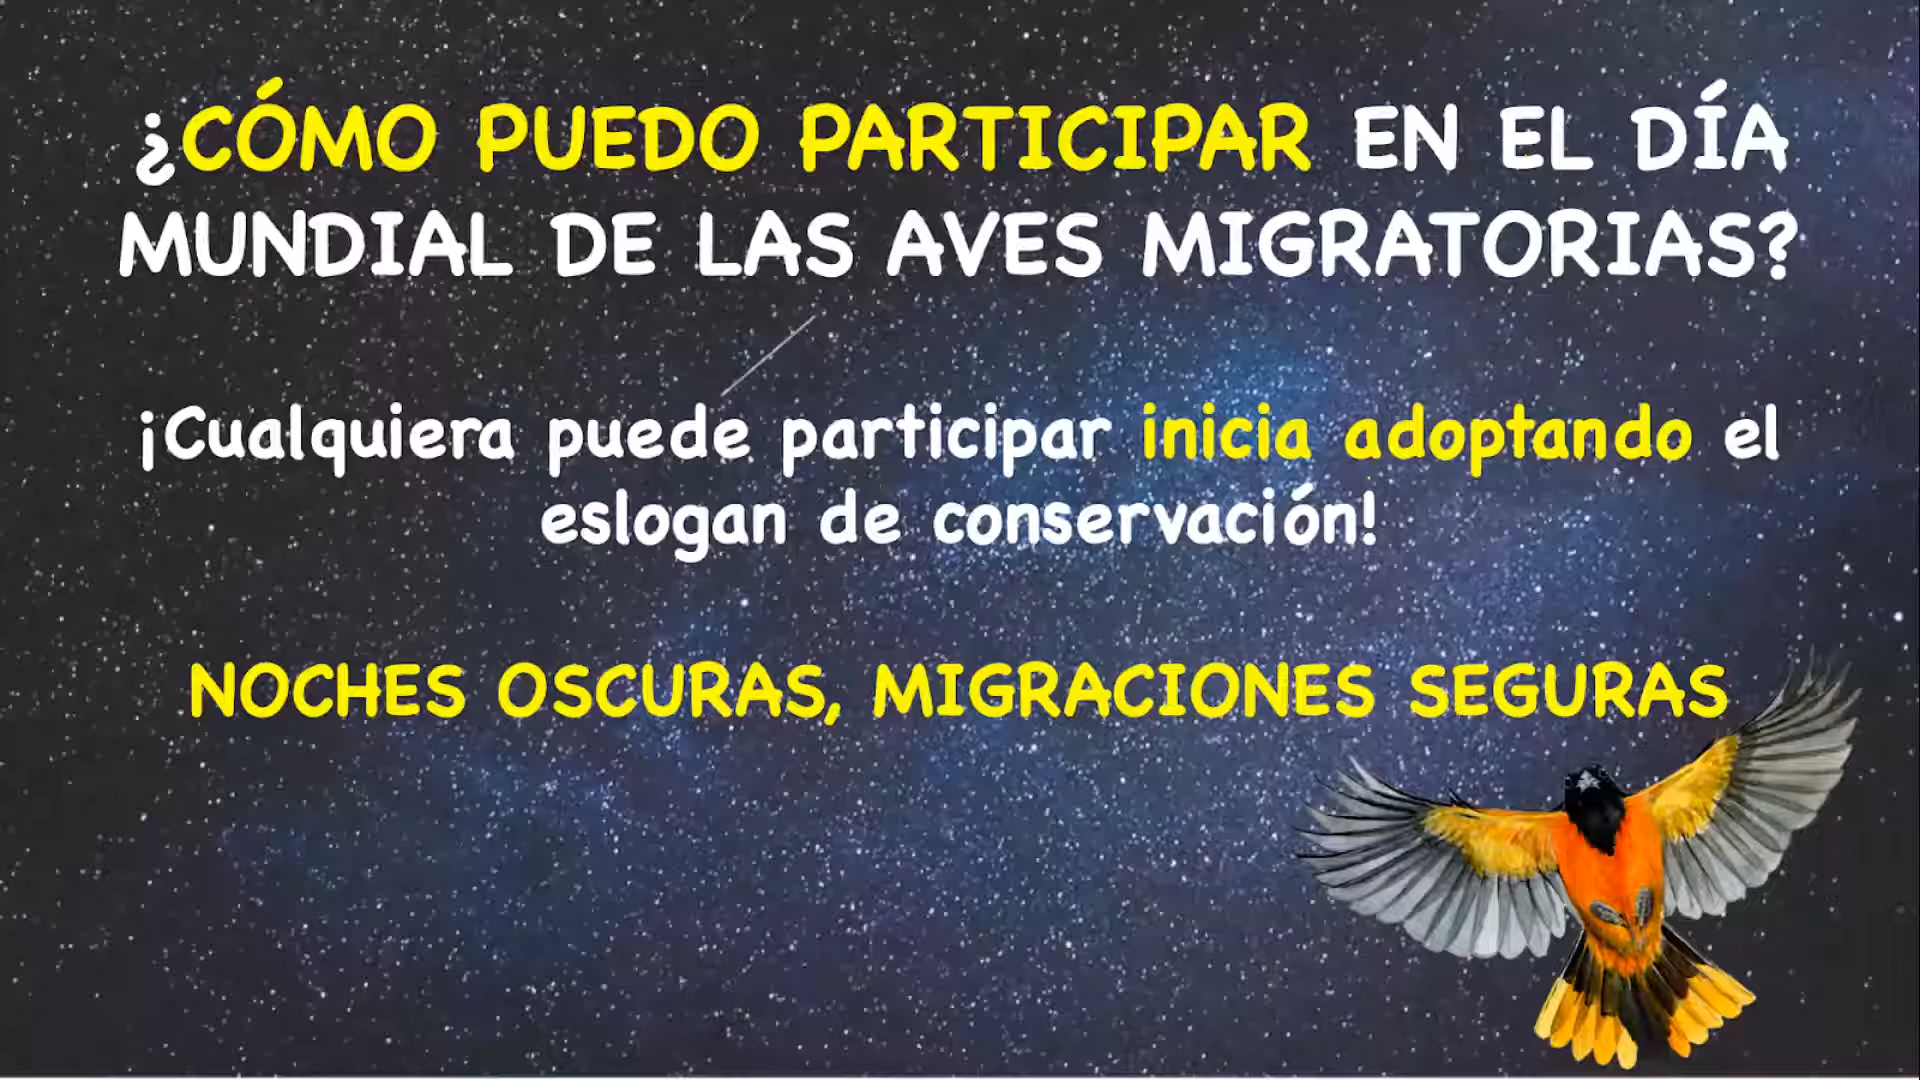 ¿CÓMO PUEDO PARTICIPAR EN EL DÍA
MUNDIAL DE LAS AVES MIGRATORIAS?
¡Cualquiera puede participar inicia adoptando el
eslogan de conservación!
NOCHES OSCURAS, MIGRACIONES SEGURAS